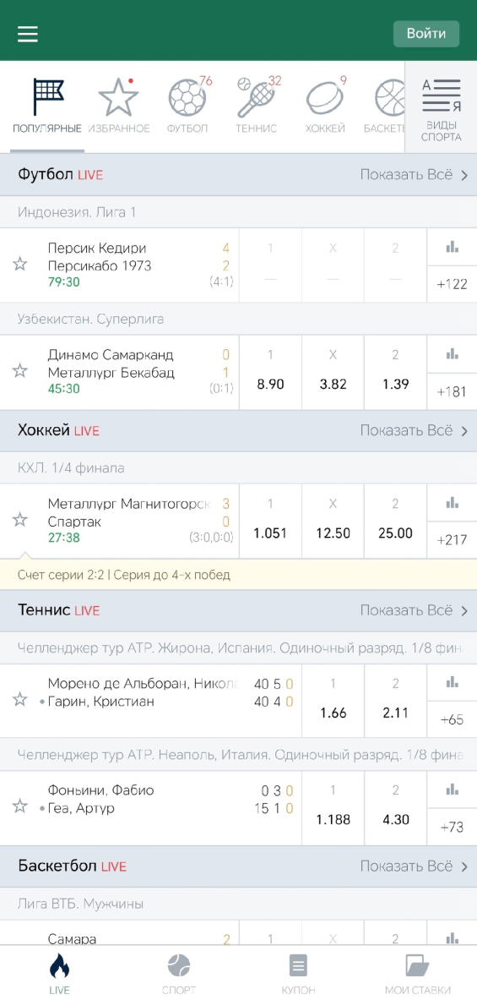 Войти
76
32
9
А
Я
ПОПУЛЯРНЫЕ
ИЗБРАННОЕ
ФУТБОЛ
ТЕННИС
ХОККЕЙ
БАСКЕТЬ
ВИДЫ
СПОРТА
Футбол LIVE
Показать Всё
Индонезия. Лига 1
Персик Кедири 4
Персикабо 1973 2
79:30 (4:1)
1 X 2
— — —
+122
Узбекистан. Суперлига
Динамо Самарканд 0
Металлург Бекабад 1
45:30 (0:1)
1 X 2
8.90 3.82 1.39
+181
Хоккей LIVE
Показать Всё
КХЛ. 1/4 финала
Металлург Магнитогорск 3
Спартак 0
27:38 (3:0,0:0)
1 X 2
1.051 12.50 25.00
+217
Счет серии 2:2 | Серия до 4-х побед
Теннис LIVE
Показать Всё
Челленджер тур ATP. Жирона, Испания. Одиночный разряд. 1/8 фин
Морено де Альборан, Никола 40 5 0
Гарин, Кристиан 40 4 0
1 2
1.66 2.11
+65
Челленджер тур ATP. Неаполь, Италия. Одиночный разряд. 1/8 фина
Фоньини, Фабио 0 3 0
Геа, Артур 15 1 0
1 2
1.188 4.30
+73
Баскетбол LIVE
Показать Всё
Лига ВТБ. Мужчины
Самара 2
1 X 2
LIVE
СПОРТ
КУПОН
МОИ СТАВКИ